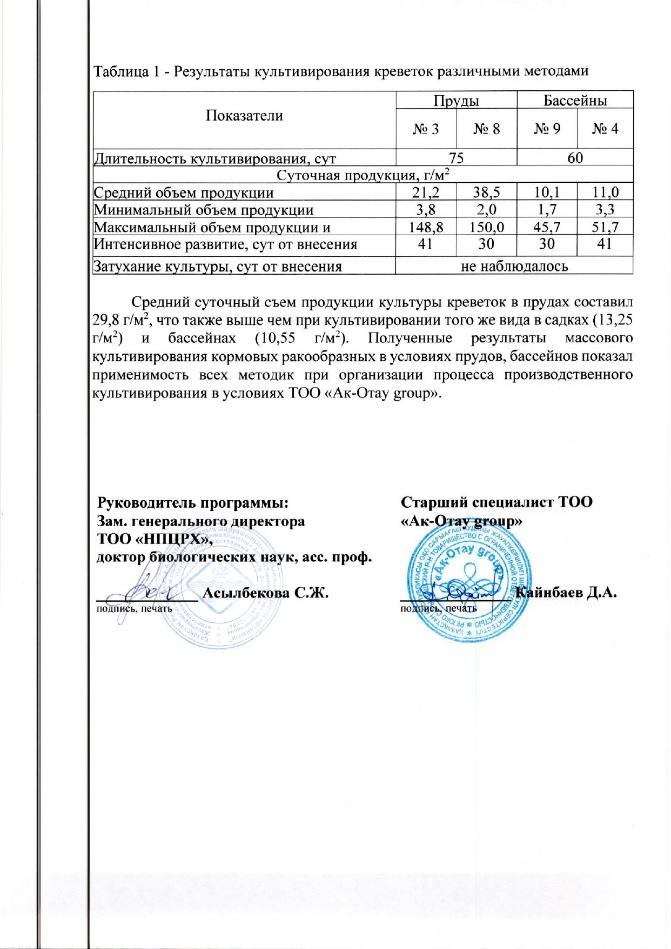 Таблица 1 - Результаты культивирования креветок различными методами
Показатели Пруды Бассейны
№ 3 № 8 № 9 № 4
Длительность культивирования, сут 75 60
Суточная продукция, г/м²
Средний объем продукции 21,2 38,5 10,1 11,0
Минимальный объем продукции 3,8 2,0 1,7 3,3
Максимальный объем продукции и 148,8 150,0 45,7 51,7
Интенсивное развитие, сут от внесения 41 30 30 41
Затухание культуры, сут от внесения не наблюдалось
Средний суточный съем продукции культуры креветок в прудах составил
29,8 г/м², что также выше чем при культивировании того же вида в садках (13,25
г/м²) и бассейнах (10,55 г/м²). Полученные результаты массового
культивирования кормовых ракообразных в условиях прудов, бассейнов показал
применимость всех методик при организации процесса производственного
культивирования в условиях ТОО «Ак-Отау group».
Руководитель программы:
Зам. генерального директора
ТОО «НПЦРХ»,
доктор биологических наук, асс. проф.
Асылбекова С.Ж.
подпись, печать
Старший специалист ТОО
«Ак-Отау group»
«Ак-Отау group»
Кайнбаев Д.А.
подпись, печать